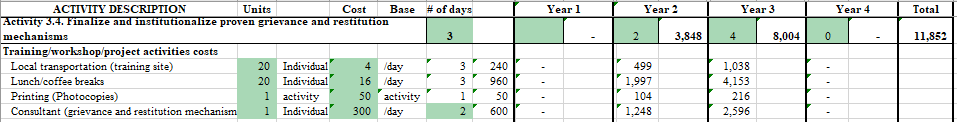 ACTIVITY DESCRIPTION Units Cost Base # of days Year 1 Year 2 Year 3 Year 4 Total
Activity 3.4. Finalize and institutionalize proven grievance and restitution
mechanisms 3 - 2 3,848 4 8,004 0 - 11,852
Training/workshop/project activities costs
Local transportation (training site) 20 Individual 4 /day 3 240 - 499 1,038 -
Lunch/coffee breaks 20 Individual 16 /day 3 960 - 1,997 4,153 -
Printing (Photocopies) 1 activity 50 activity 1 50 - 104 216 -
Consultant (grievance and restitution mechanism 1 Individual 300 /day 2 600 - 1,248 2,596 -